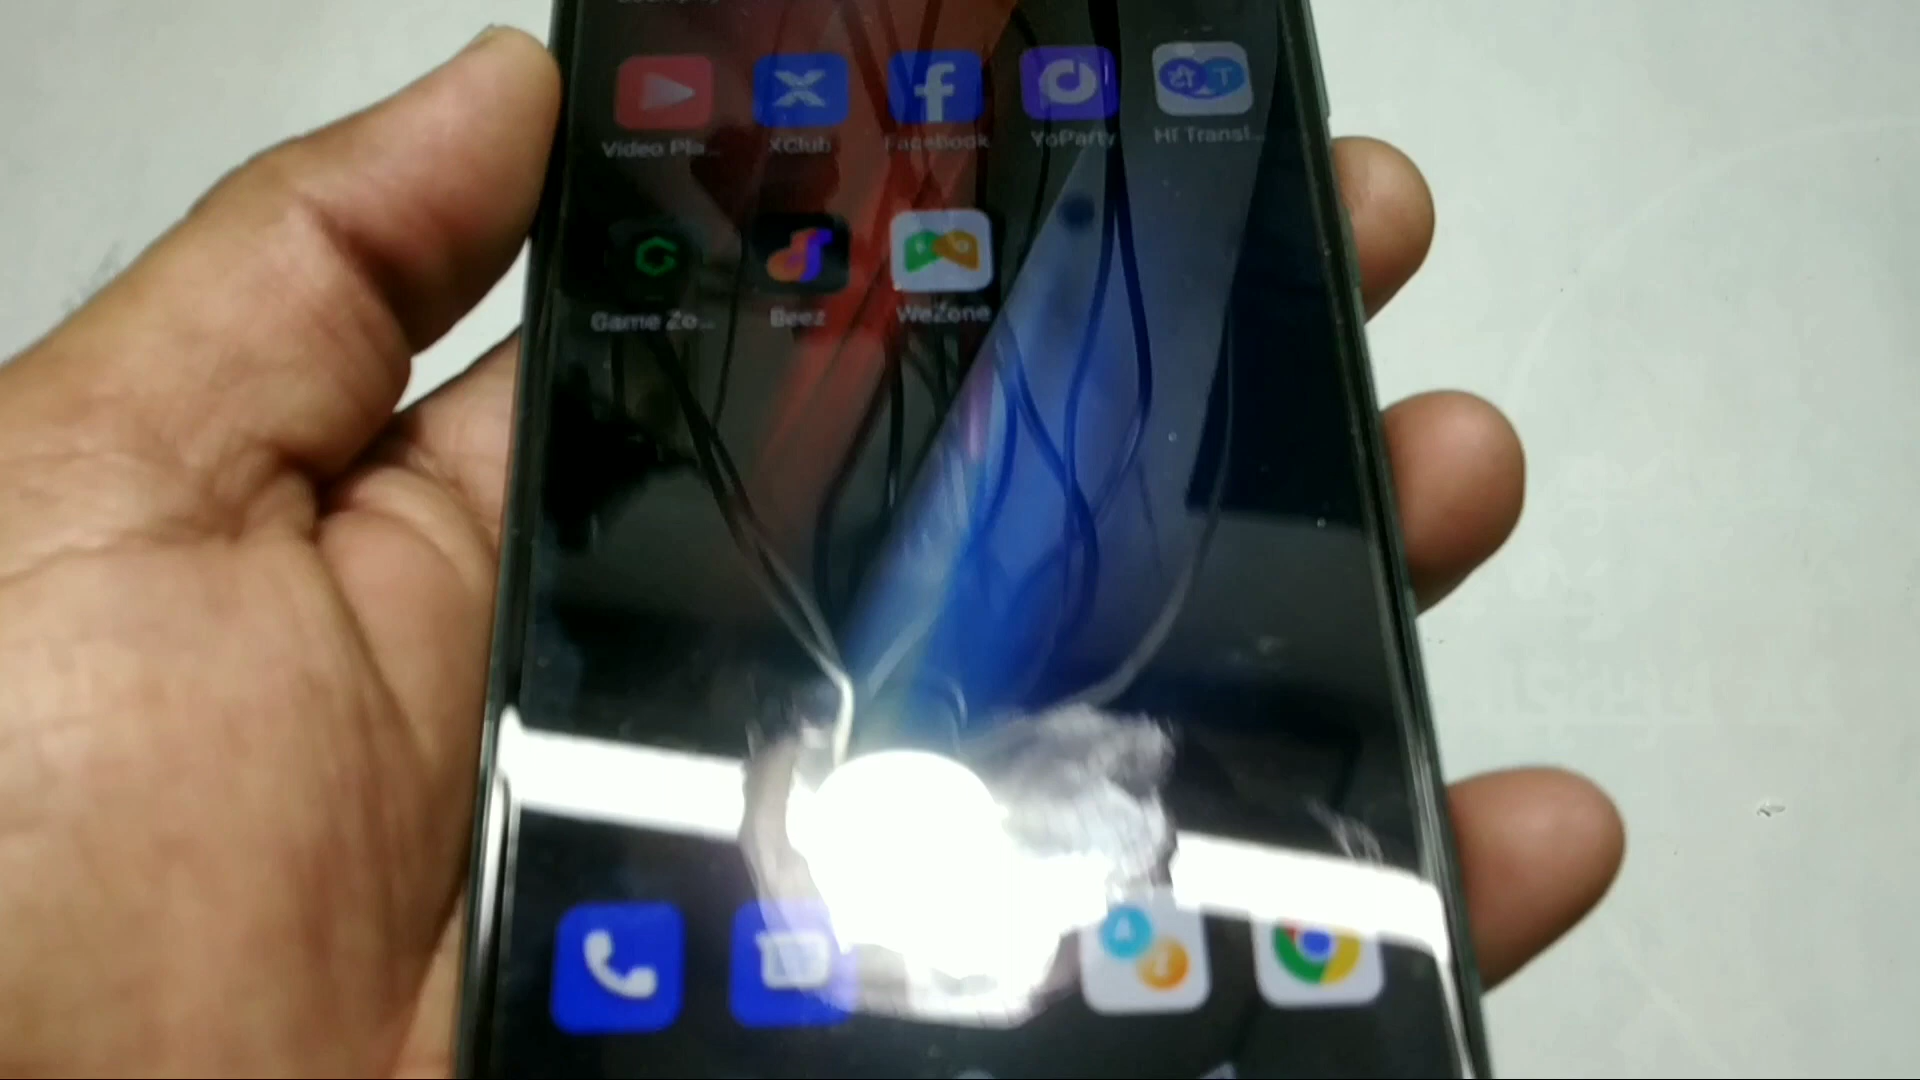 Video Pla...
XClub
Facebook
YoParty
Hi Transl...
Game Zo...
Beez
WeZone